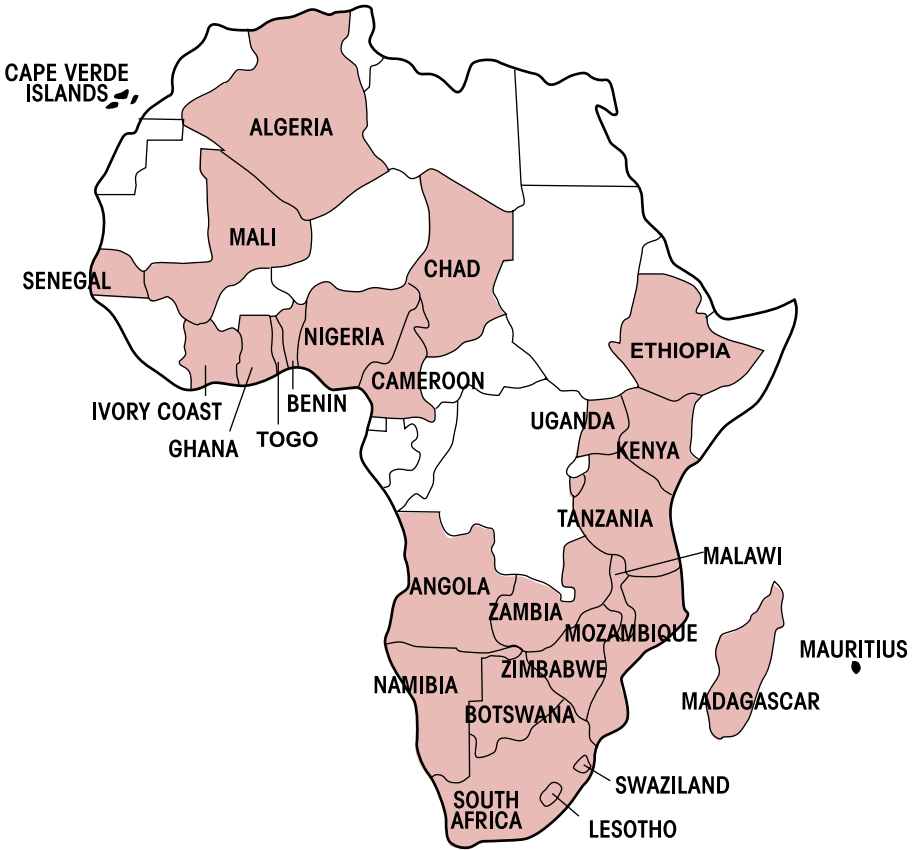 CAPE VERDE
ISLANDS
ALGERIA
MALI
SENEGAL
CHAD
NIGERIA
ETHIOPIA
CAMEROON
BENIN
IVORY COAST
UGANDA
TOGO
GHANA
KENYA
TANZANIA
MALAWI
ANGOLA
ZAMBIA
MOZAMBIQUE
MAURITIUS
ZIMBABWE
NAMIBIA
MADAGASCAR
BOTSWANA
SWAZILAND
SOUTH
AFRICA
LESOTHO